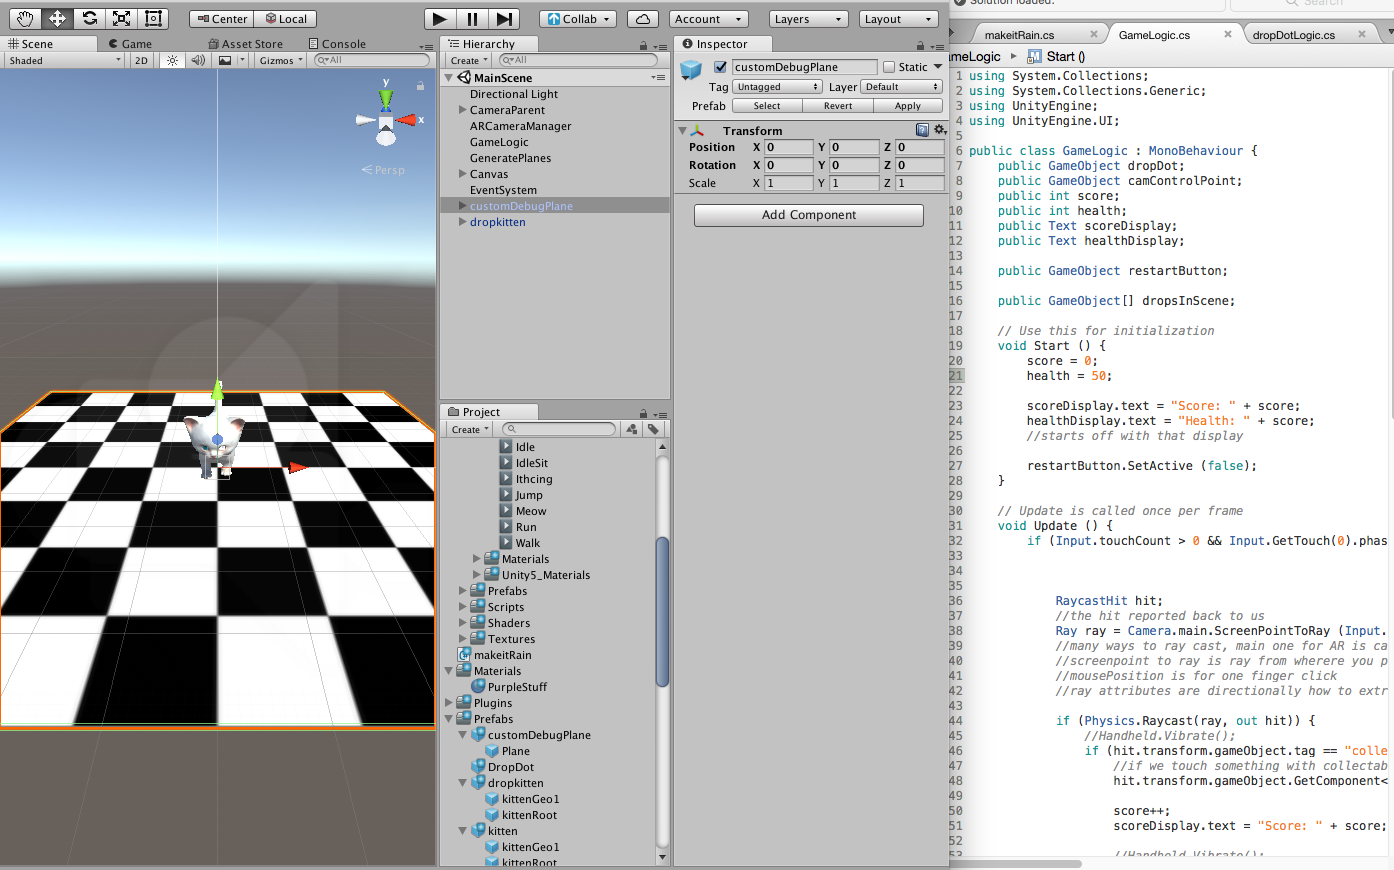 Center
Local
Collab
Account
Layers
Layout
Scene
Game
Asset Store
Console
Shaded
2D
Gizmos
All
y
x
Persp
Hierarchy
Create
All
MainScene
Directional Light
CameraParent
ARCameraManager
GameLogic
GeneratePlanes
Canvas
EventSystem
customDebugPlane
dropkitten
Project
Create
Idle
IdleSit
Ithcing
Jump
Meow
Run
Walk
Materials
Unity5_Materials
Prefabs
Scripts
Shaders
Textures
makeitRain
Materials
PurpleStuff
Plugins
Prefabs
customDebugPlane
Plane
DropDot
dropkitten
kittenGeo1
kittenRoot
kitten
kittenGeo1
kittenRoot
Inspector
customDebugPlane
Static
Tag Untagged Layer Default
Prefab Select Revert Apply
Transform
Position X 0 Y 0 Z 0
Rotation X 0 Y 0 Z 0
Scale X 1 Y 1 Z 1
Add Component
Solution loaded.
Search
makeitRain.cs
GameLogic.cs
dropDotLogic.cs
ameLogic
Start ()
1 using System.Collections;
2 using System.Collections.Generic;
3 using UnityEngine;
4 using UnityEngine.UI;
5
6 public class GameLogic : MonoBehaviour {
7 public GameObject dropDot;
8 public GameObject camControlPoint;
9 public int score;
10 public int health;
11 public Text scoreDisplay;
12 public Text healthDisplay;
13
14 public GameObject restartButton;
15
16 public GameObject[] dropsInScene;
17
18 // Use this for initialization
19 void Start () {
20 score = 0;
21 health = 50;
22
23 scoreDisplay.text = "Score: " + score;
24 healthDisplay.text = "Health: " + score;
25 //starts off with that display
26
27 restartButton.SetActive (false);
28 }
29
30 // Update is called once per frame
31 void Update () {
32 if (Input.touchCount > 0 && Input.GetTouch(0).phas
33
34
35
36 RaycastHit hit;
37 //the hit reported back to us
38 Ray ray = Camera.main.ScreenPointToRay (Input.
39 //many ways to ray cast, main one for AR is ca
40 //screenpoint to ray is ray from wherere you p
41 //mousePosition is for one finger click
42 //ray attributes are directionally how to extr
43
44 if (Physics.Raycast(ray, out hit)) {
45 //Handheld.Vibrate();
46 if (hit.transform.gameObject.tag == "colle
47 //if we touch something with collectab
48 hit.transform.gameObject.GetComponent<
49
50 score++;
51 scoreDisplay.text = "Score: " + score;
52
53 //Handheld.Vibrate();